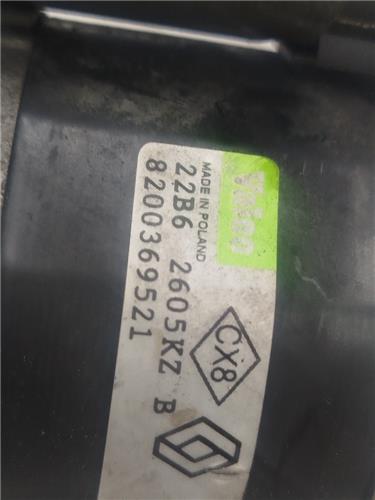 Valeo
MADE IN POLAND
22B6 2605KZ B
8200369521
CX8